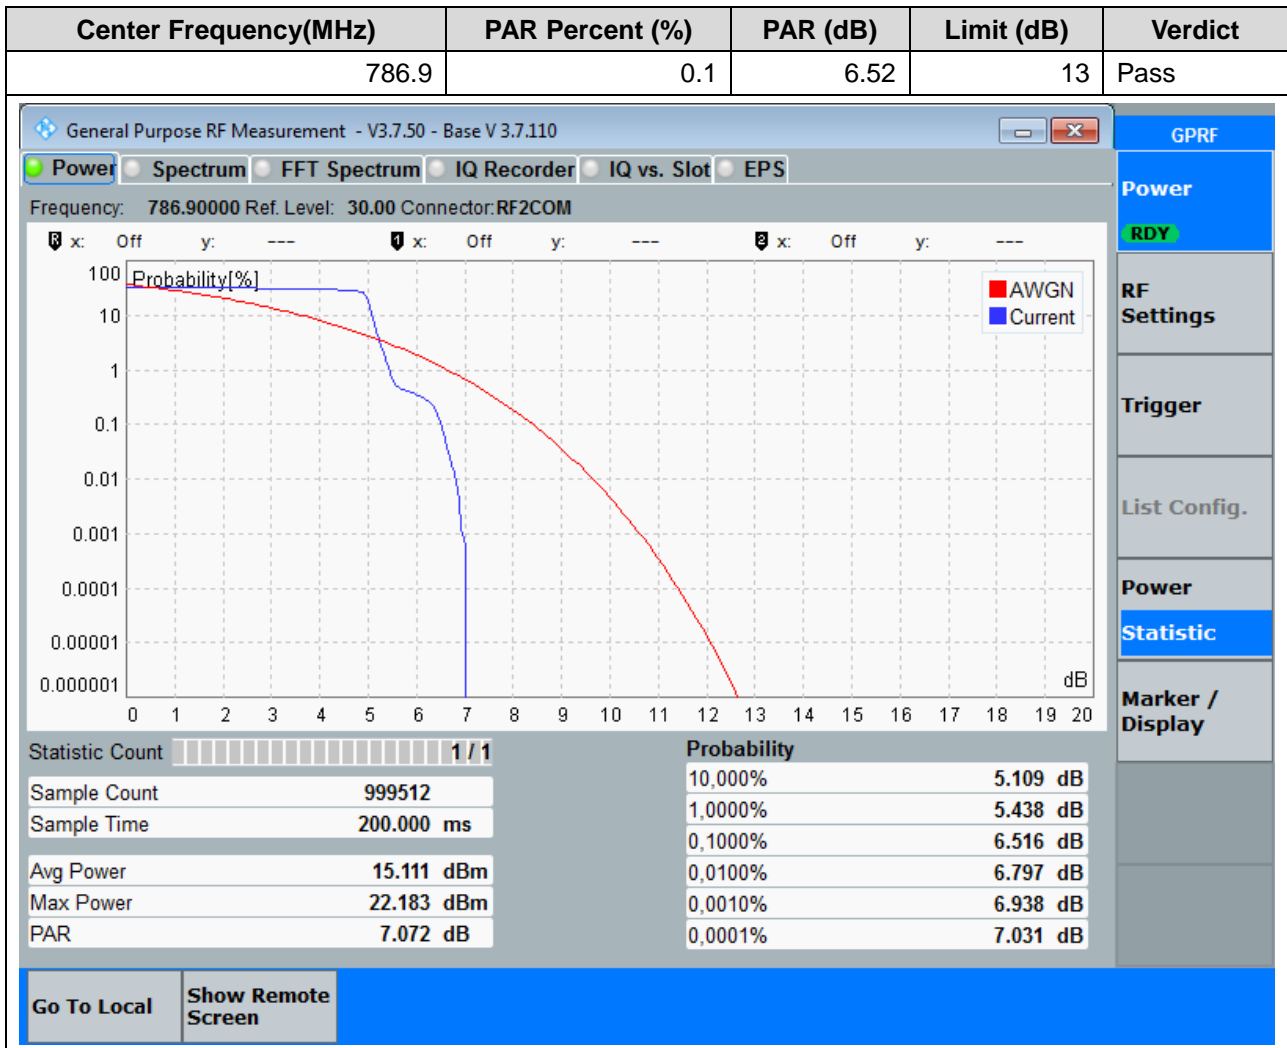 Center Frequency(MHz) PAR Percent (%) PAR (dB) Limit (dB) Verdict
786.9 0.1 6.52 13 Pass
General Purpose RF Measurement - V3.7.50 - Base V 3.7.110
GPRF
Power Spectrum FFT Spectrum IQ Recorder IQ vs. Slot EPS
Frequency: 786.90000 Ref. Level: 30.00 Connector:RF2COM
R x: Off y: --- 1 x: Off y: --- 2 x: Off y: ---
Probability[%]
AWGN
Current
100
10
1
0.1
0.01
0.001
0.0001
0.00001
0.000001
dB
0 1 2 3 4 5 6 7 8 9 10 11 12 13 14 15 16 17 18 19 20
Statistic Count 1 / 1
Sample Count 999512
Sample Time 200.000 ms
Avg Power 15.111 dBm
Max Power 22.183 dBm
PAR 7.072 dB
Probability
10,000% 5.109 dB
1,0000% 5.438 dB
0,1000% 6.516 dB
0,0100% 6.797 dB
0,0010% 6.938 dB
0,0001% 7.031 dB
Power
RDY
RF
Settings
Trigger
List Config.
Power
Statistic
Marker /
Display
Go To Local
Show Remote
Screen